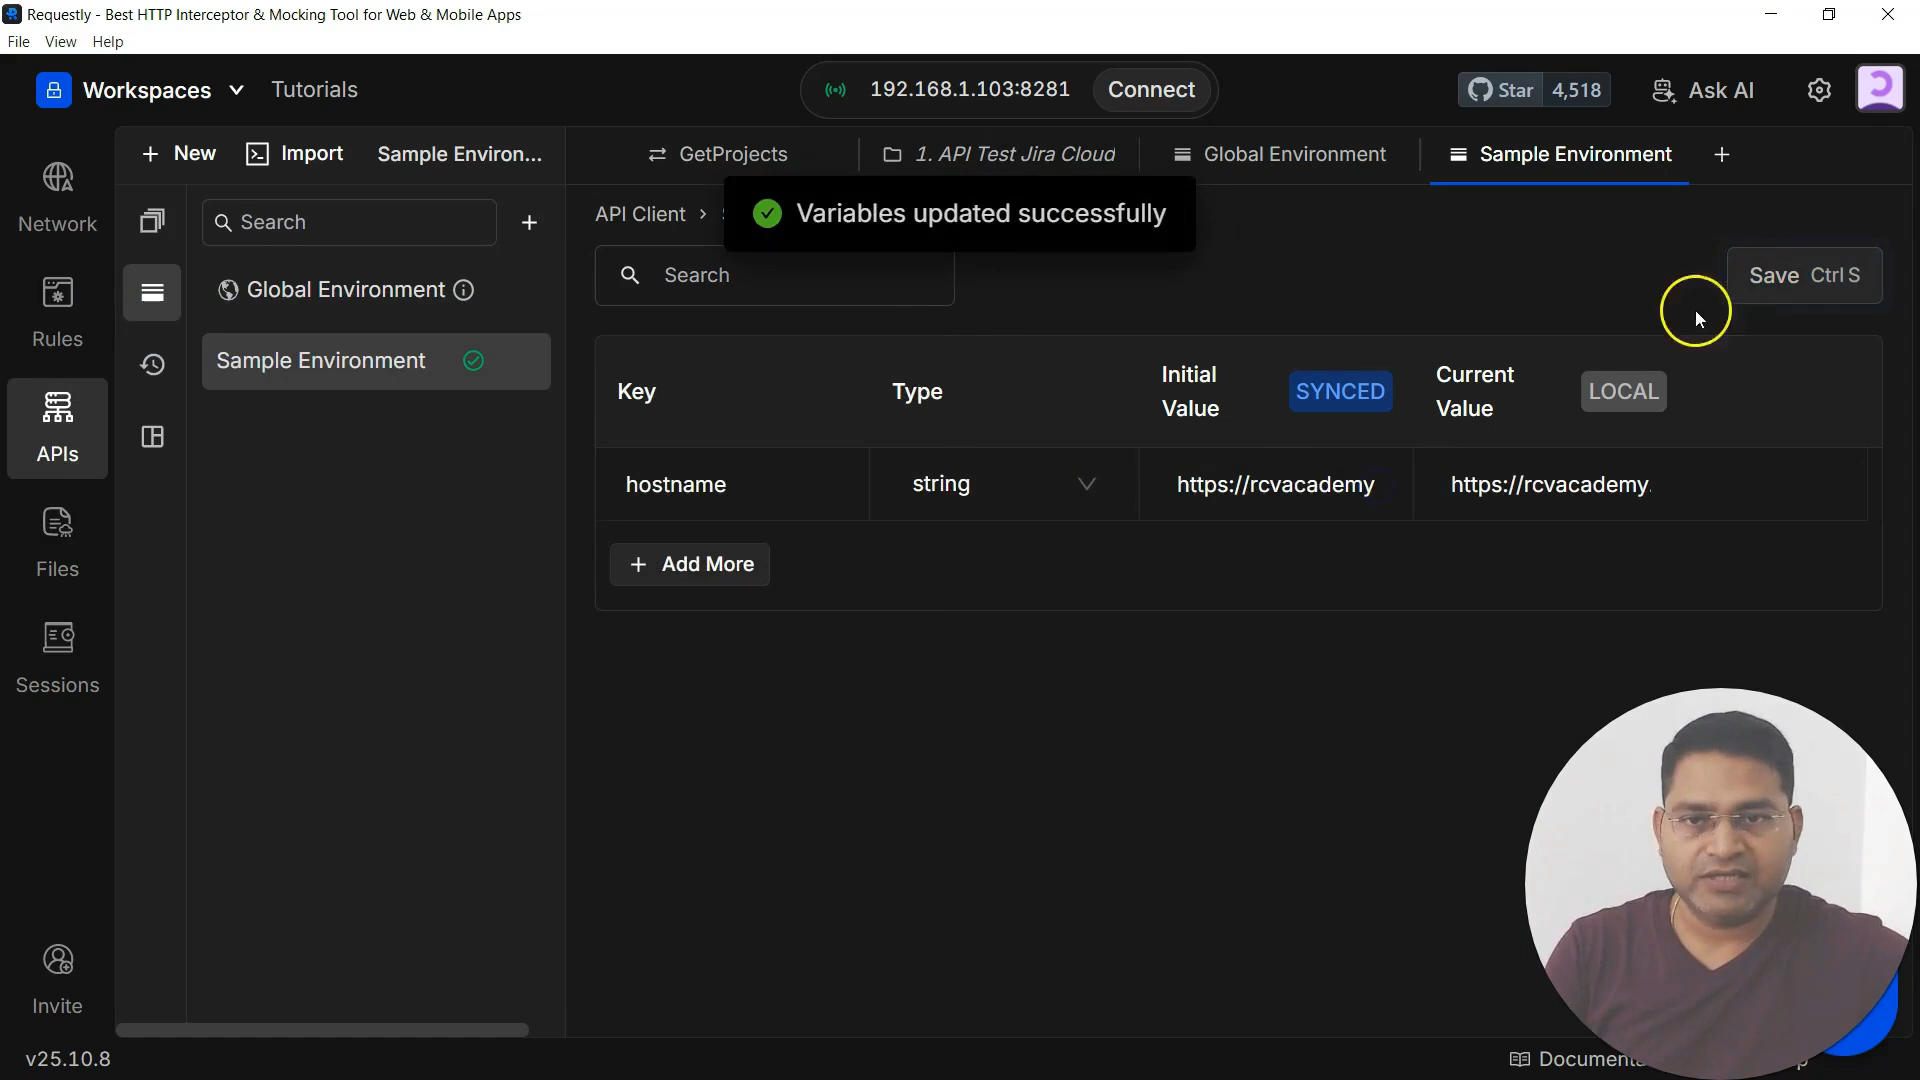 Requestly - Best HTTP Interceptor & Mocking Tool for Web & Mobile Apps
File View Help
Workspaces Tutorials 192.168.1.103:8281 Connect Star 4,518 Ask AI
New Import Sample Environ... GetProjects 1. API Test Jira Cloud Global Environment Sample Environment
Network
Rules
APIs
Files
Sessions
Invite
v25.10.8
Search
Global Environment
Sample Environment
API Client >
Variables updated successfully
Search
Save Ctrl S
Key Type Initial Value SYNCED Current Value LOCAL
hostname string https://rcvacademy https://rcvacademy.
Add More